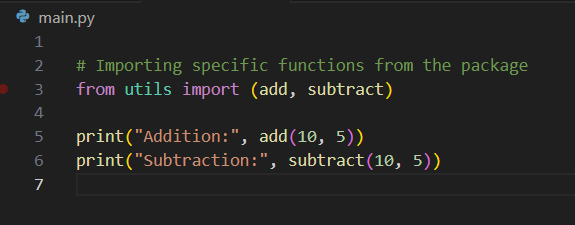 main.py
1
2 # Importing specific functions from the package
3 from utils import (add, subtract)
4
5 print("Addition:", add(10, 5))
6 print("Subtraction:", subtract(10, 5))
7